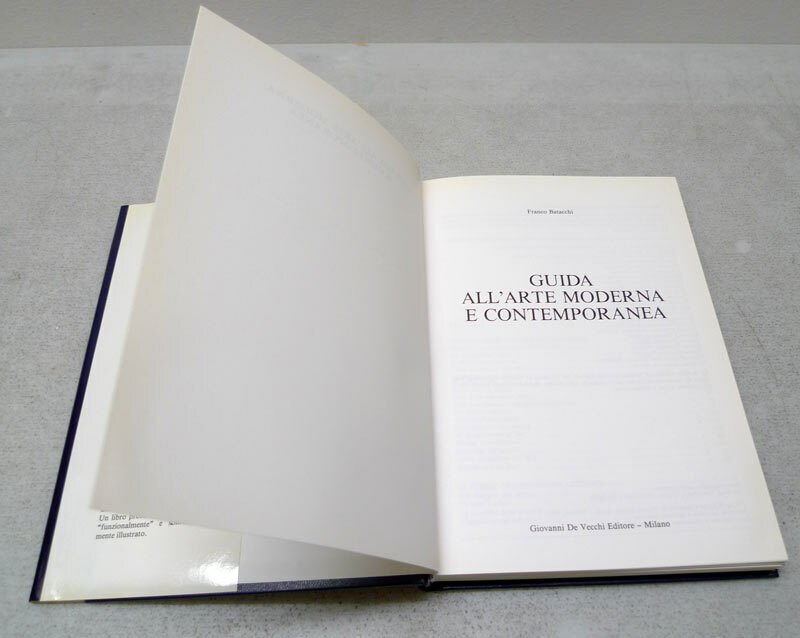 Un libro
"funzionalmente" e
mente illustrato.
Franco Batacchi
GUIDA
ALL'ARTE MODERNA
E CONTEMPORANEA
Giovanni De Vecchi Editore – Milano